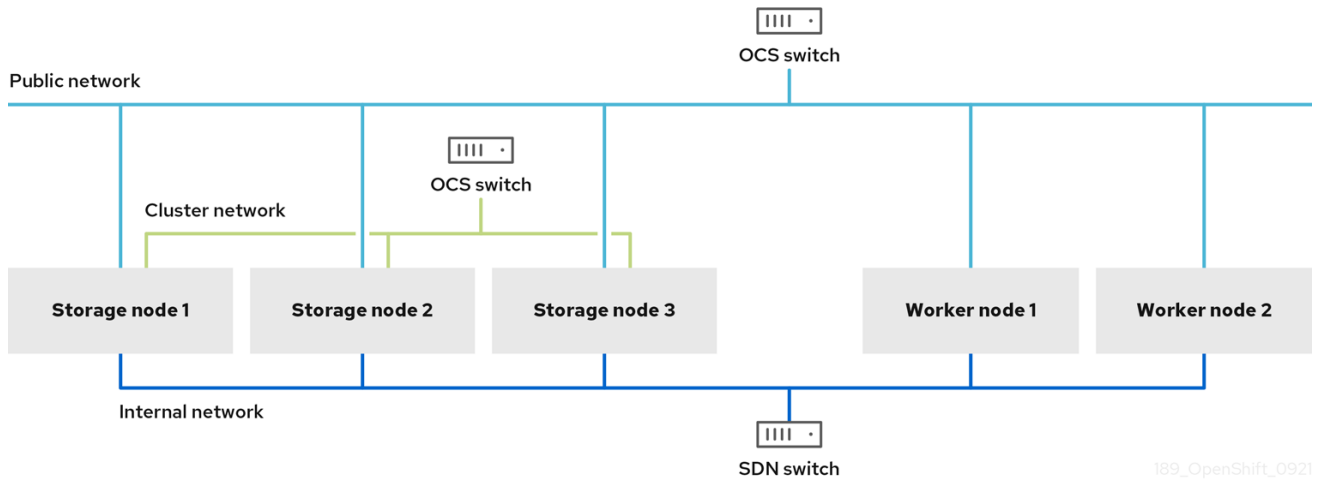 OCS switch
Public network
OCS switch
Cluster network
Storage node 1
Storage node 2
Storage node 3
Worker node 1
Worker node 2
Internal network
SDN switch
189_OpenShift_0921